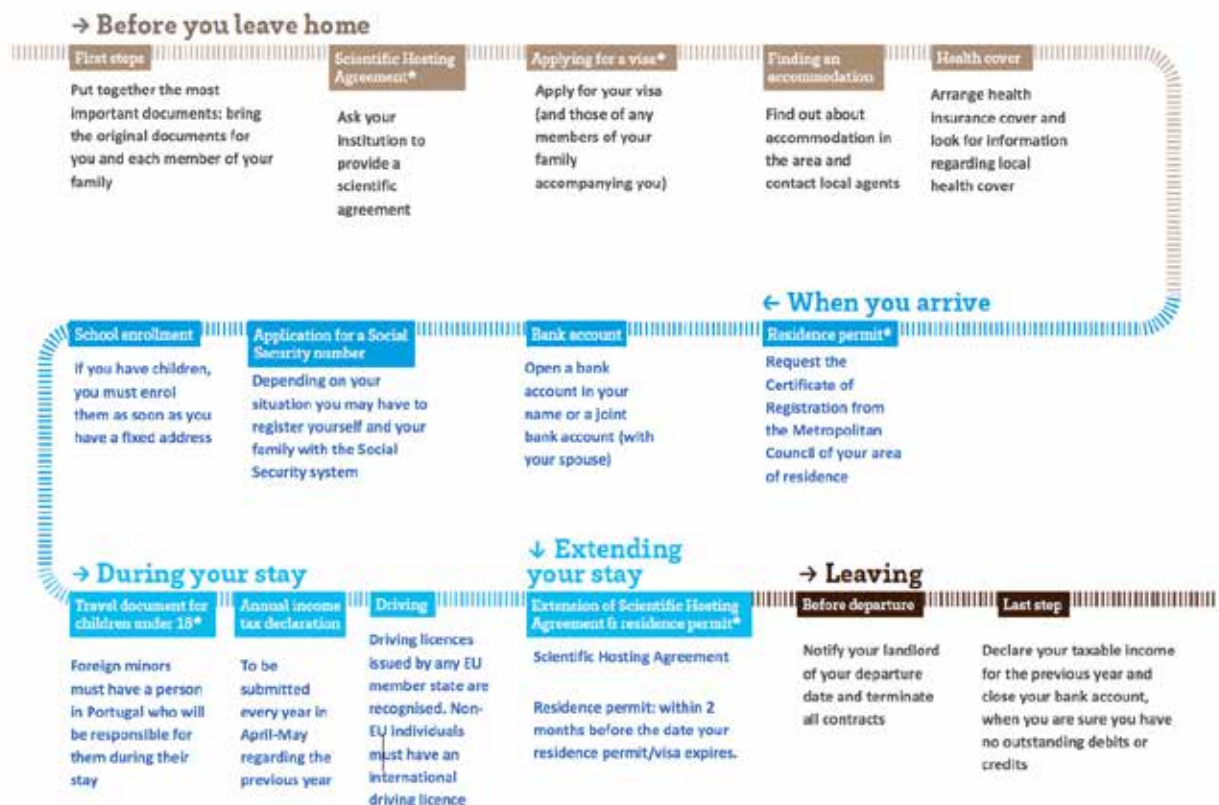 → Before you leave home
First steps
Put together the most
important documents: bring
the original documents for
you and each member of your
family
Scientific Hosting
Agreement*
Ask your
institution to
provide a
scientific
agreement
Applying for a visa*
Apply for your visa
(and those of any
members of your
family
accompanying you)
Finding an
accommodation
Find out about
accommodation in
the area and
contact local agents
Health cover
Arrange health
insurance cover and
look for information
regarding local
health cover
← When you arrive
Residence permit*
Request the
Certificate of
Registration from
the Metropolitan
Council of your area
of residence
Bank account
Open a bank
account in your
name or a joint
bank account (with
your spouse)
Application for a Social
Security number
Depending on your
situation you may have to
register yourself and your
family with the Social
Security system
School enrollment
If you have children,
you must enrol
them as soon as you
have a fixed address
→ During your stay
Travel document for
children under 18*
Foreign minors
must have a person
in Portugal who will
be responsible for
them during their
stay
Annual income
tax declaration
To be
submitted
every year in
April-May
regarding the
previous year
Driving
Driving licences
issued by any EU
member state are
recognised. Non-
EU individuals
must have an
international
driving licence
↓ Extending
your stay
Extension of Scientific Hosting
Agreement & residence permit*
Scientific Hosting Agreement
Residence permit: within 2
months before the date your
residence permit/visa expires.
→ Leaving
Before departure
Notify your landlord
of your departure
date and terminate
all contracts
Last step
Declare your taxable income
for the previous year and
close your bank account,
when you are sure you have
no outstanding debits or
credits